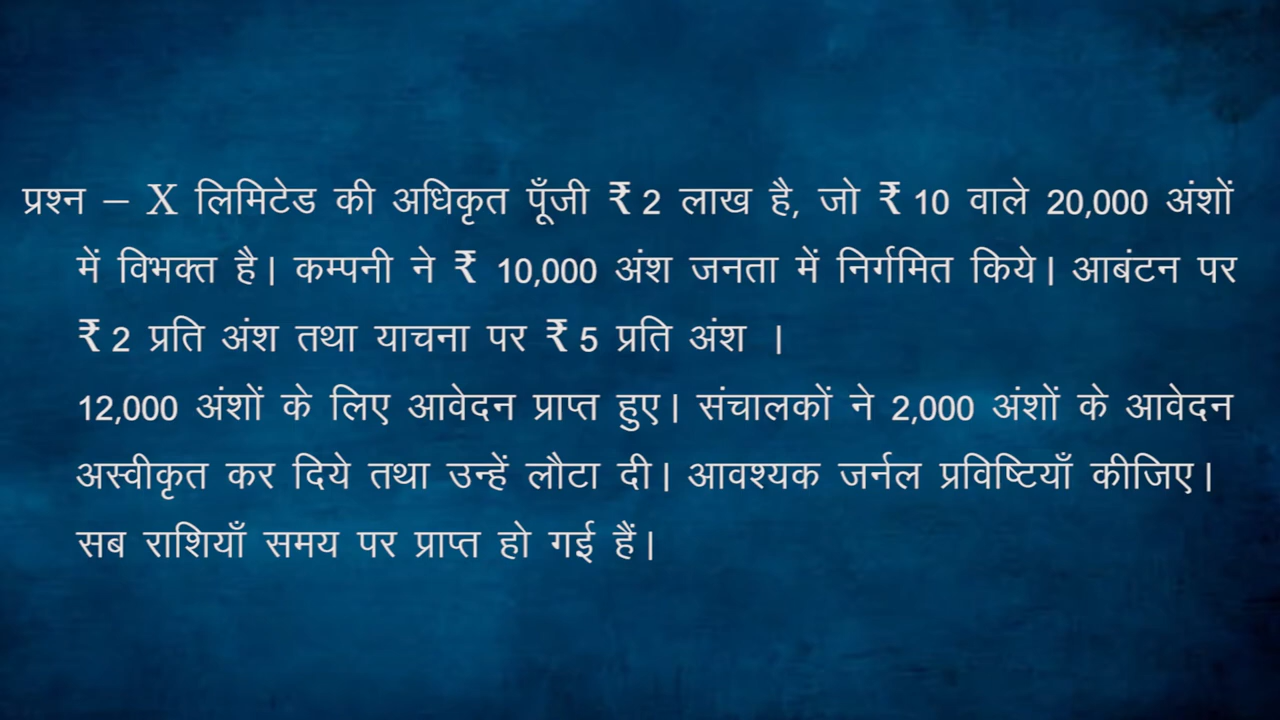 प्रश्न – X लिमिटेड की अधिकृत पूँजी ₹ 2 लाख है, जो ₹ 10 वाले 20,000 अंशों
में विभक्त है। कम्पनी ने ₹ 10,000 अंश जनता में निर्गमित किये। आबंटन पर
₹ 2 प्रति अंश तथा याचना पर ₹ 5 प्रति अंश ।
12,000 अंशों के लिए आवेदन प्राप्त हुए। संचालकों ने 2,000 अंशों के आवेदन
अस्वीकृत कर दिये तथा उन्हें लौटा दी। आवश्यक जर्नल प्रविष्टियाँ कीजिए।
सब राशियाँ समय पर प्राप्त हो गई हैं।